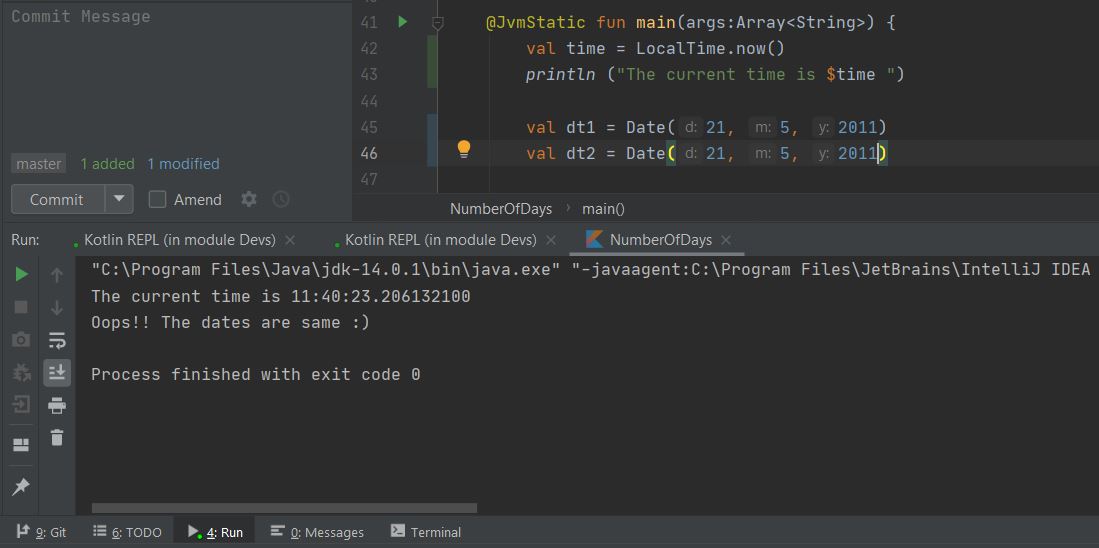 Commit Message
master 1 added 1 modified
Commit Amend
41 @JvmStatic fun main(args:Array<String>) {
42 val time = LocalTime.now()
43 println ("The current time is $time ")
44
45 val dt1 = Date( d: 21, m: 5, y: 2011)
46 val dt2 = Date( d: 21, m: 5, y: 2011)
47
NumberOfDays › main()
Run: Kotlin REPL (in module Devs) × Kotlin REPL (in module Devs) × NumberOfDays ×
"C:\Program Files\Java\jdk-14.0.1\bin\java.exe" "-javaagent:C:\Program Files\JetBrains\IntelliJ IDEA
The current time is 11:40:23.206132100
Oops!! The dates are same :)
Process finished with exit code 0
9: Git 6: TODO 4: Run 0: Messages Terminal